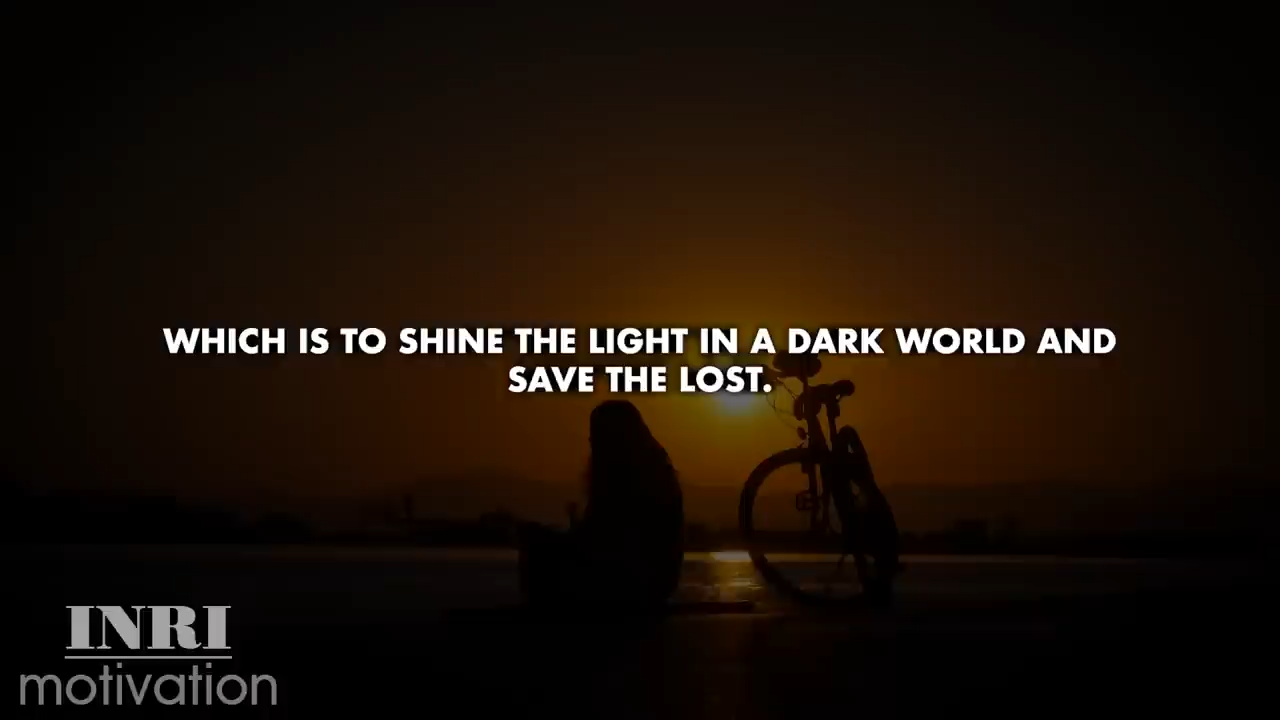 WHICH IS TO SHINE THE LIGHT IN A DARK WORLD AND
SAVE THE LOST.
INRI
motivation